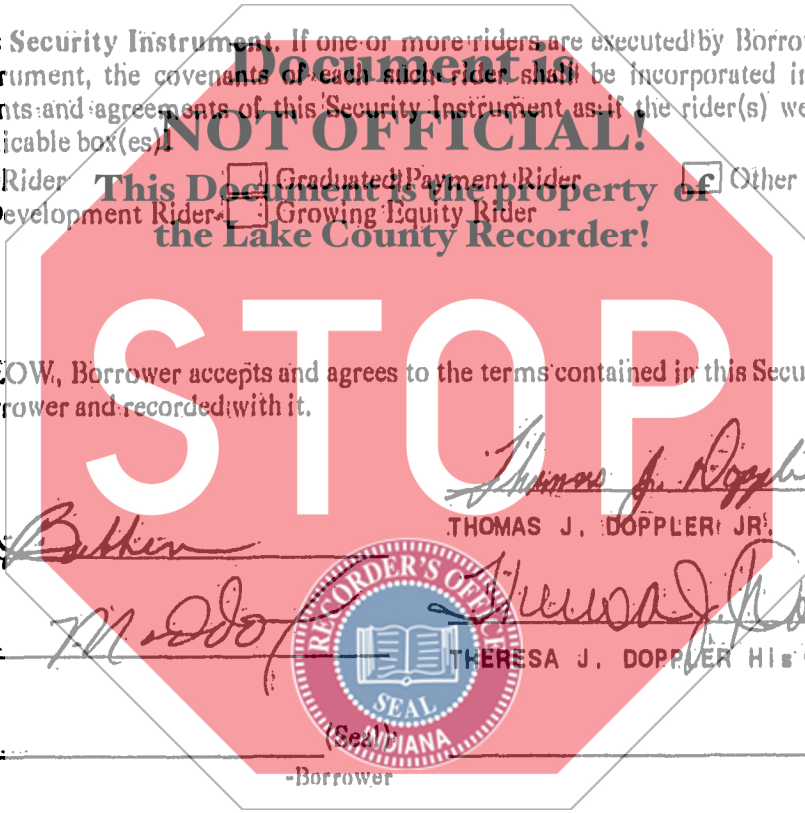 Security Instrument. If one or more riders are executed by Borro
Document is
rument, the covenants of each such rider shall be incorporated in
nts and agreements of this Security Instrument as if the rider(s) we
NOT OFFICIAL!
icable box(es)
Rider Graduated Payment Rider Other
This Document is the property of
evelopment Rider Growing Equity Rider
the Lake County Recorder!
STOP
OW, Borrower accepts and agrees to the terms contained in this Secu
rower and recorded with it.
Thomas J. Doppl
THOMAS J. DOPPLER JR.
THERESA J. DOPPLER His
RECORDER'S OFFICE
SEAL
INDIANA
(Seal)
-Borrower